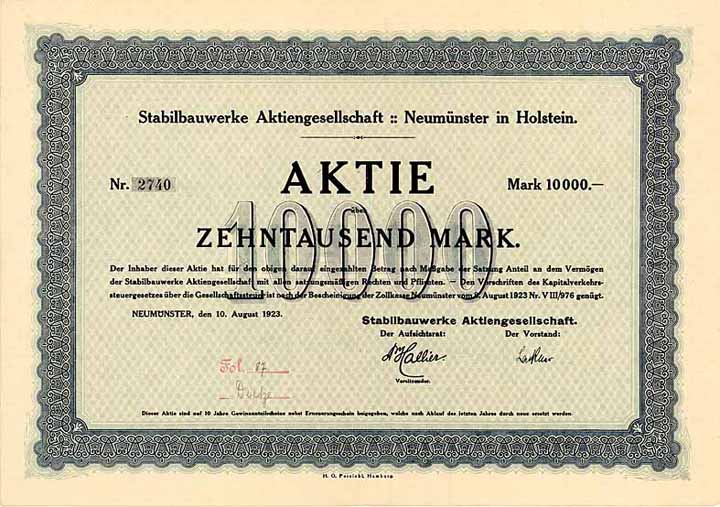 Stabilbauwerke Aktiengesellschaft :: Neumünster in Holstein.
Nr. 2740 AKTIE Mark 10000.—
über
10000
ZEHNTAUSEND MARK.
Der Inhaber dieser Aktie hat für den obigen darauf eingezahlten Betrag nach Maßgabe der Satzung Anteil an dem Vermögen
der Stabilbauwerke Aktiengesellschaft mit allen satzungsmäßigen Rechten und Pflichten. — Den Vorschriften des Kapitalverkehrs-
steuergesetzes über die Gesellschaftssteuer ist nach der Bescheinigung der Zollkasse Neumünster vom August 1923 Nr. VIII/976 genügt.
NEUMÜNSTER, den 10. August 1923.
Stabilbauwerke Aktiengesellschaft.
Der Aufsichtsrat: Der Vorstand:
Hallier
Vorsitzender.
Fol. 87
Dieser Aktie sind auf 10 Jahre Gewinnanteilscheine nebst Erneuerungsschein beigegeben, welche nach Ablauf des letzten Jahres durch neue ersetzt werden.
H. O. Persiehl, Hamburg